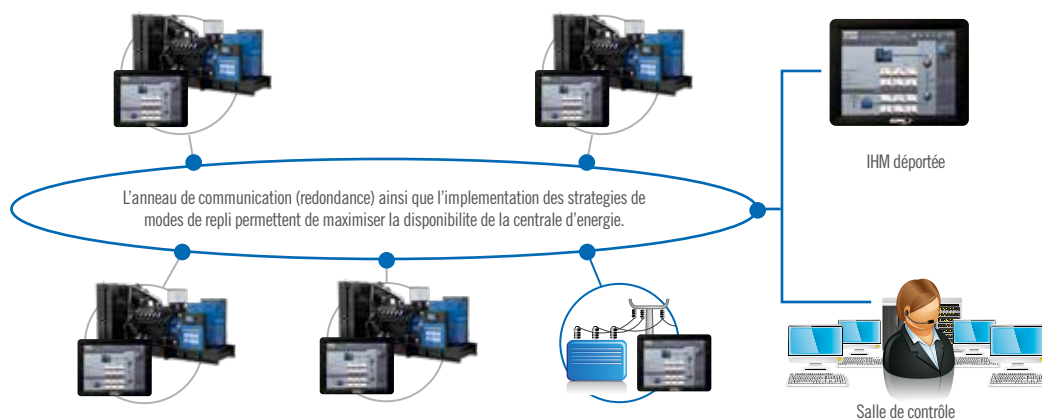 L'anneau de communication (redondance) ainsi que l'implementation des strategies de
modes de repli permettent de maximiser la disponibilite de la centrale d'energie.
IHM déportée
Salle de contrôle